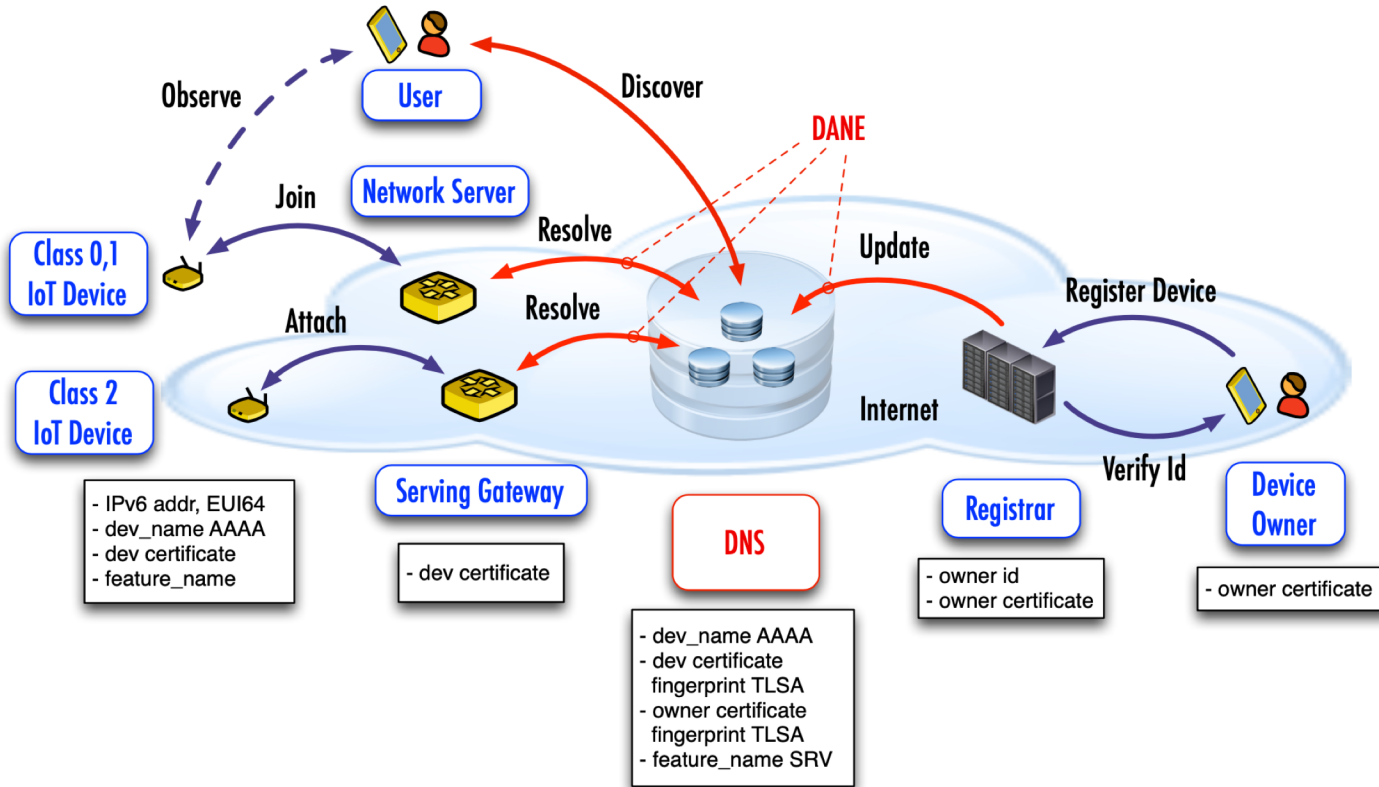 User
Observe
Discover
DANE
Network Server
Join
Resolve
Update
Class 0,1
IoT Device
Register Device
Attach
Resolve
Class 2
IoT Device
Internet
Verify Id
Serving Gateway
DNS
Registrar
Device
Owner
- IPv6 addr, EUI64
- dev_name AAAA
- dev certificate
- feature_name
- dev certificate
- owner id
- owner certificate
- owner certificate
- dev_name AAAA
- dev certificate
fingerprint TLSA
- owner certificate
fingerprint TLSA
- feature_name SRV